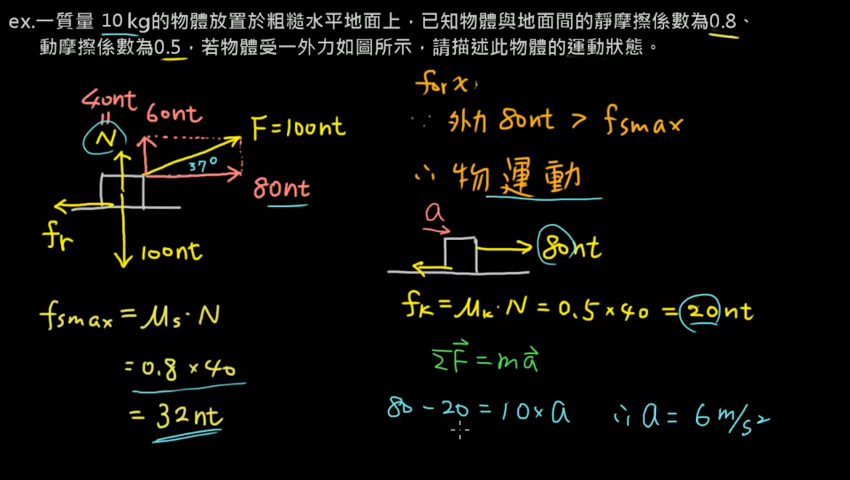 ex.一質量 10 kg的物體放置於粗糙水平地面上，已知物體與地面間的靜摩擦係數為0.8、
動摩擦係數為0.5，若物體受一外力如圖所示，請描述此物體的運動狀態。
40nt
60nt
N
F=100nt
37°
80nt
fr
100nt
fsmax = μs · N
= 0.8 × 40
= 32nt
for x :
∵ 外力 80nt > fsmax
∴ 物運動
a
80nt
fk = μk · N = 0.5 × 40 = 20 nt
ΣF⃗ = ma⃗
80 - 20 = 10 × a ∴ a = 6 m/s²